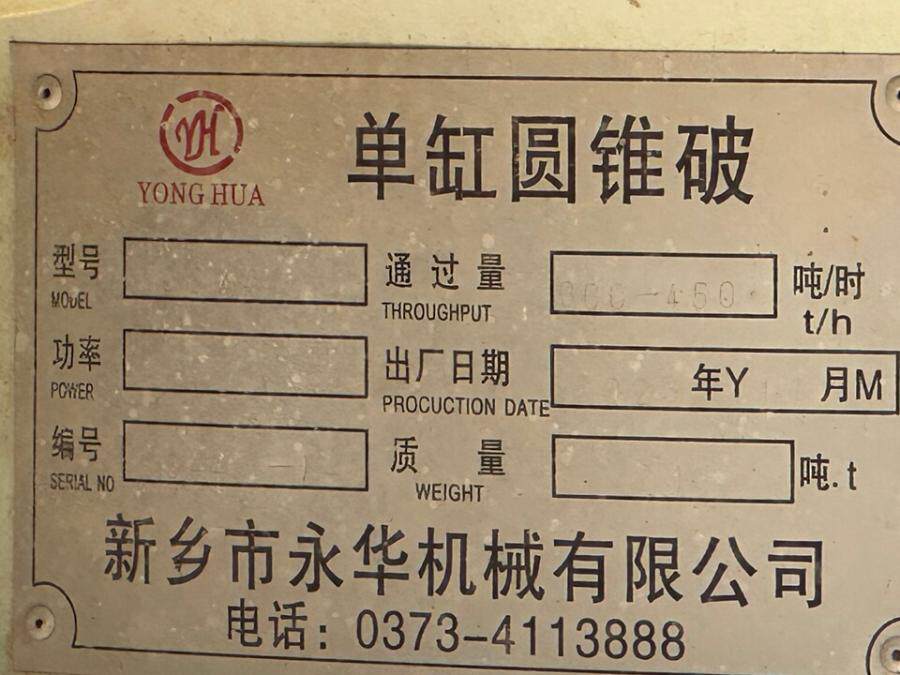 YH
YONG HUA
单缸圆锥破
型号
MODEL
通过量
THROUGHPUT
吨/时
t/h
功率
POWER
出厂日期
PROCUCTION DATE
年Y 月M
编号
SERIAL NO
质 量
WEIGHT
吨.t
新乡市永华机械有限公司
电话：0373-4113888